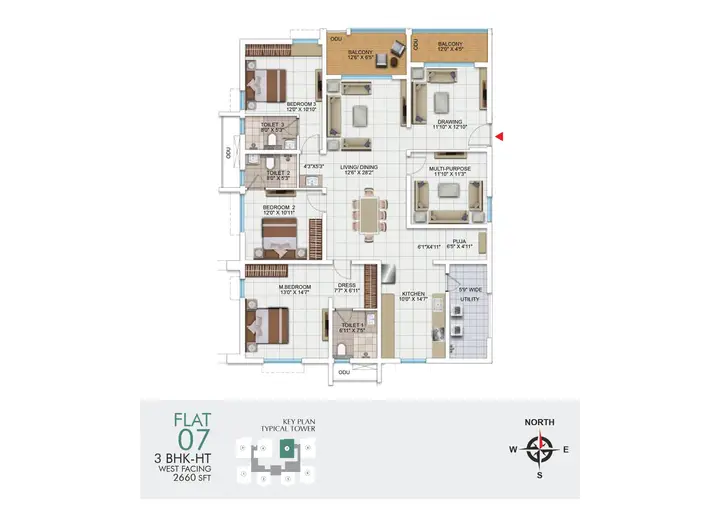 ODU
BALCONY
12'6" X 6'5"
CDU
BALCONY
12'0" X 4'5"
BEDROOM 3
12'0" X 10'10"
DRAWING
11'10" X 12'10"
TOILET 3
8'0" X 5'3"
ODU
4'3"X5'3"
LIVING/ DINING
12'6" X 28'2"
MULTI-PURPOSE
11'10" X 11'3"
TOILET 2
8'0" X 5'3"
BEDROOM 2
12'0" X 10'11"
6'1"X4'11"
PUJA
6'5" X 4'11"
M.BEDROOM
13'0" X 14'7"
DRESS
7'7" X 6'11"
KITCHEN
10'0" X 14'7"
5'9" WIDE
UTILITY
TOILET 1
8'11" X 7'5"
ODU
FLAT
07
3 BHK-HT
WEST FACING
2660 SFT
KEY PLAN
TYPICAL TOWER
NORTH
W
E
S